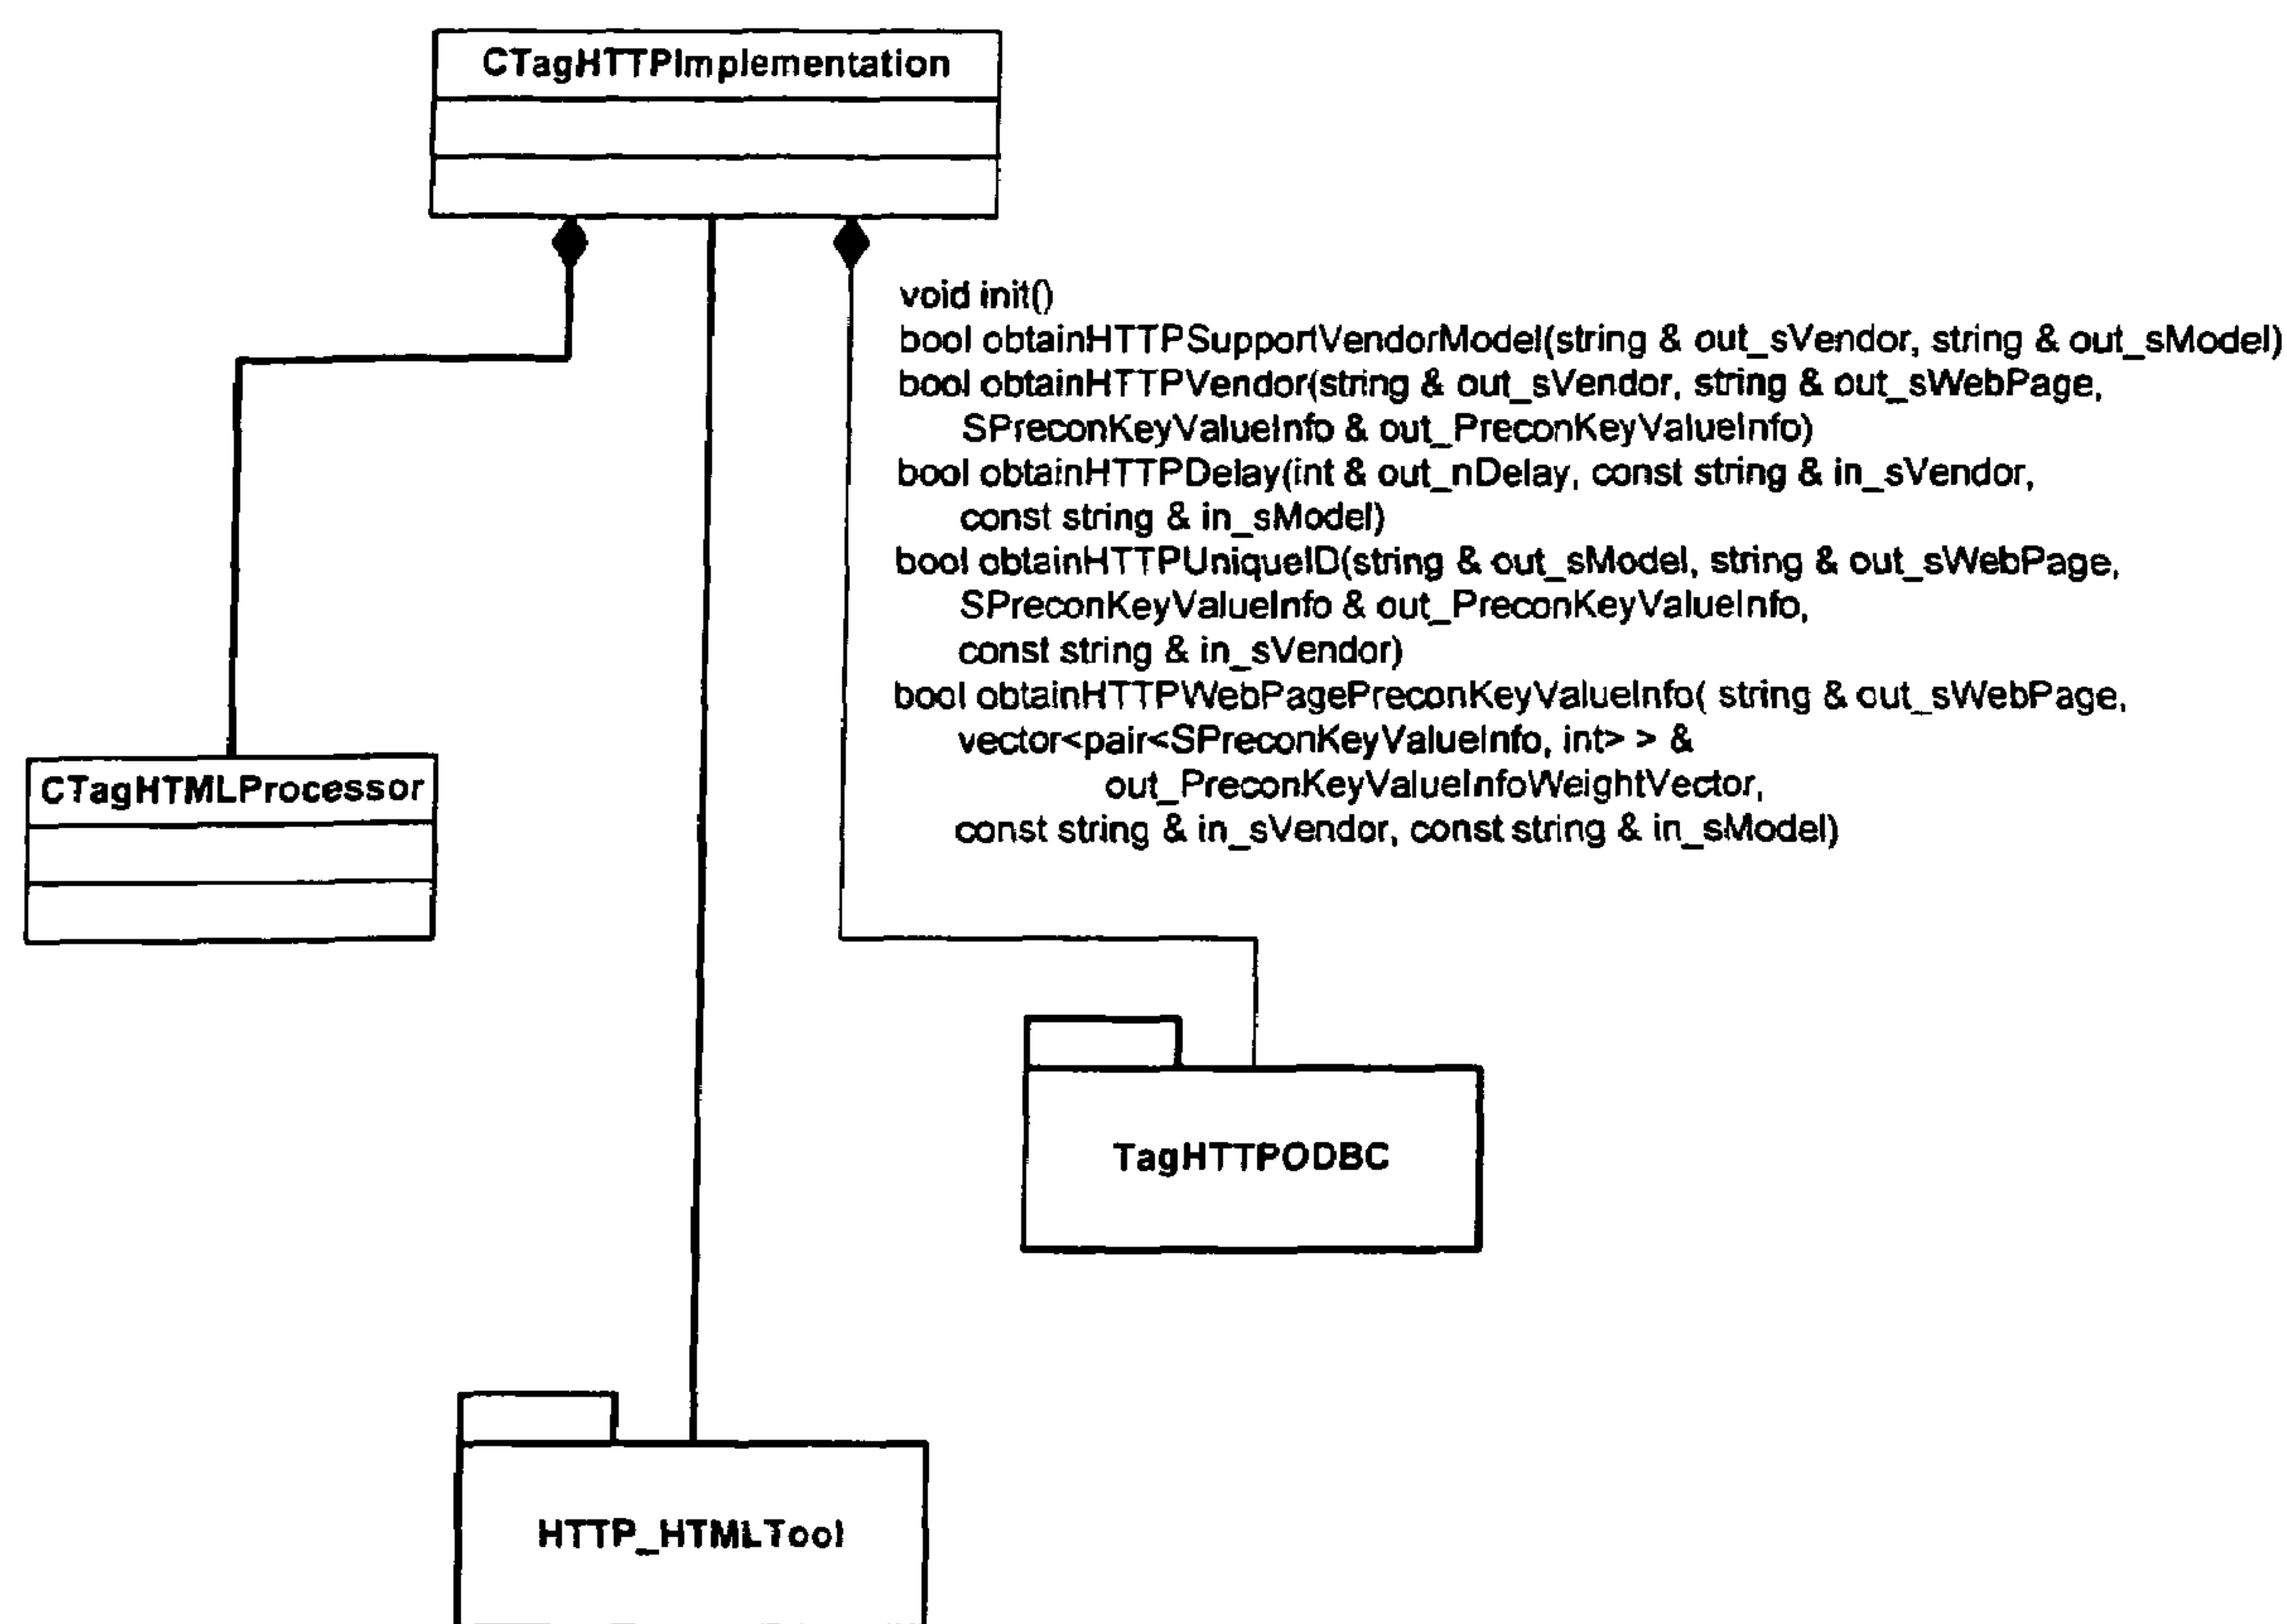 CTagHTTPImplementation
void init()
bool obtainHTTPSupportVendorModel(string & out_sVendor, string & out_sModel)
bool obtainHTTPVendor(string & out_sVendor, string & out_sWebPage,
SPreconKeyValueInfo & out_PreconKeyValueInfo)
bool obtainHTTPDelay(int & out_nDelay, const string & in_sVendor,
const string & in_sModel)
bool obtainHTTPUniqueID(string & out_sModel, string & out_sWebPage,
SPreconKeyValueInfo & out_PreconKeyValueInfo,
const string & in_sVendor)
bool obtainHTTPWebPagePreconKeyValueInfo( string & out_sWebPage,
vector<pair<SPreconKeyValueInfo, int> > &
out_PreconKeyValueInfoWeightVector,
const string & in_sVendor, const string & in_sModel)
CTagHTMLProcessor
TagHTTPODBC
HTTP_HTMLTool